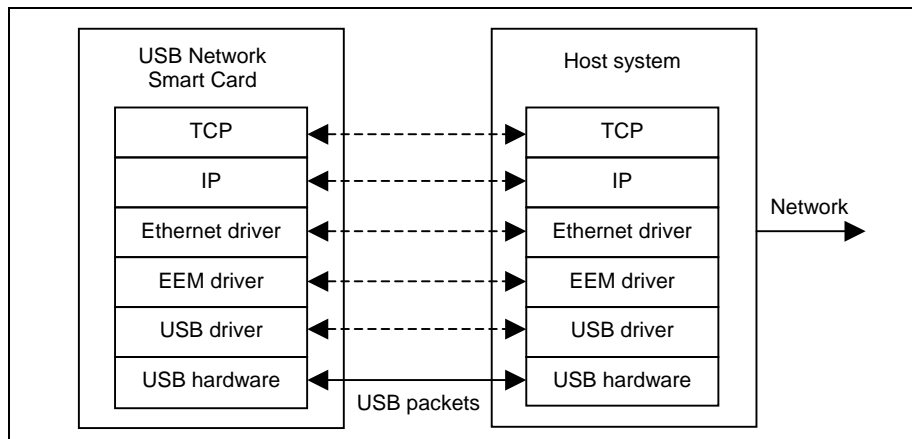 USB Network
Smart Card
TCP
IP
Ethernet driver
EEM driver
USB driver
USB hardware
USB packets
Host system
TCP
IP
Ethernet driver
EEM driver
USB driver
USB hardware
Network